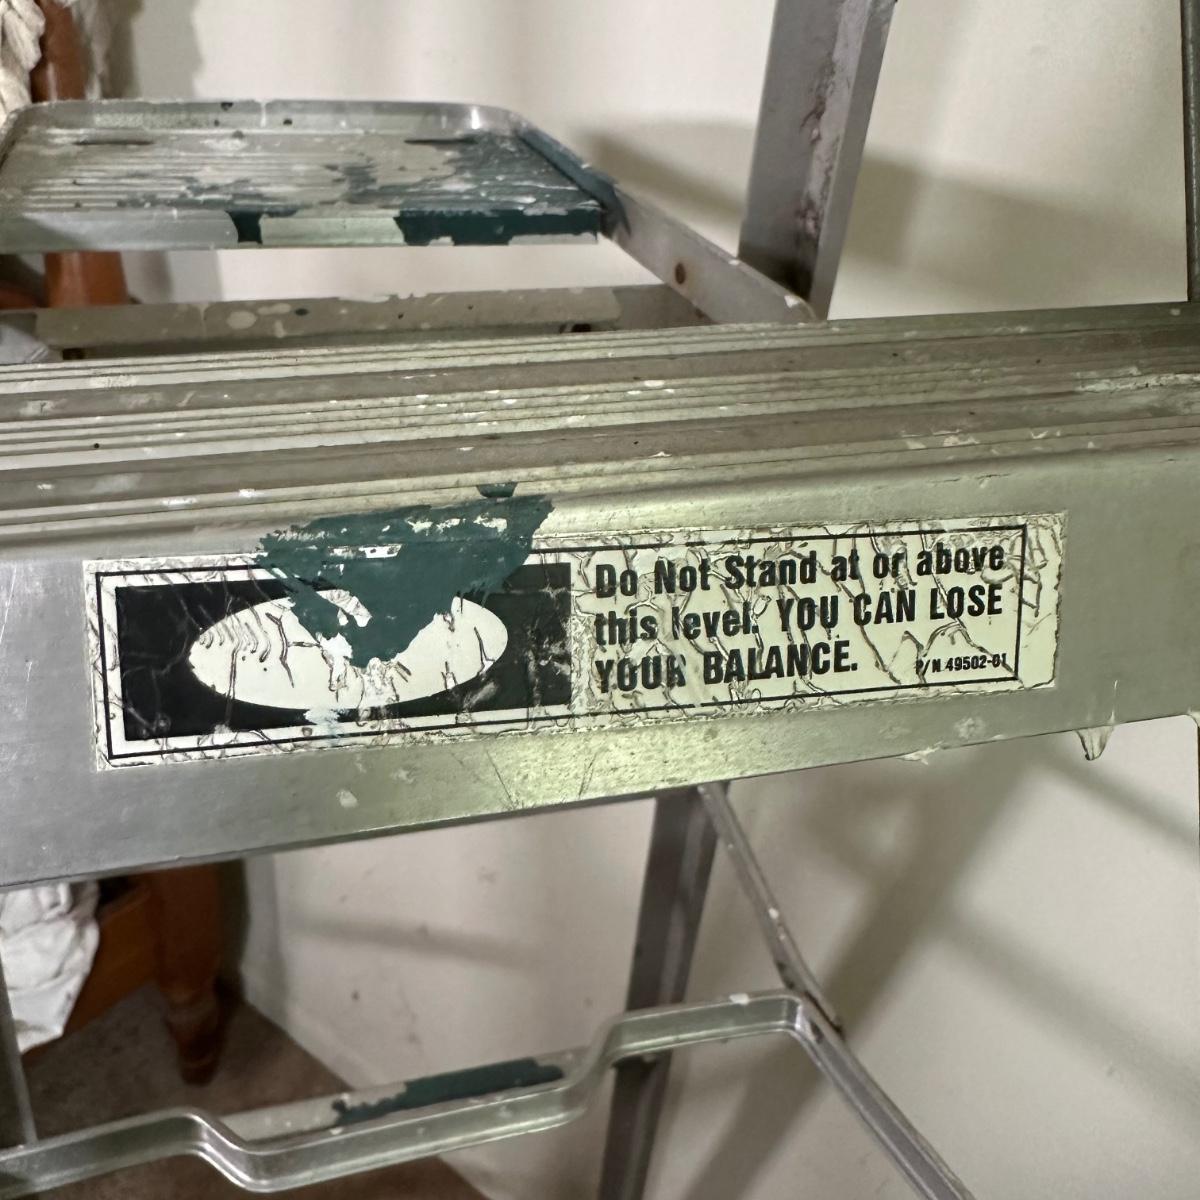 Do Not Stand at or above
this level. YOU CAN LOSE
YOUR BALANCE.
P/N 49502-01